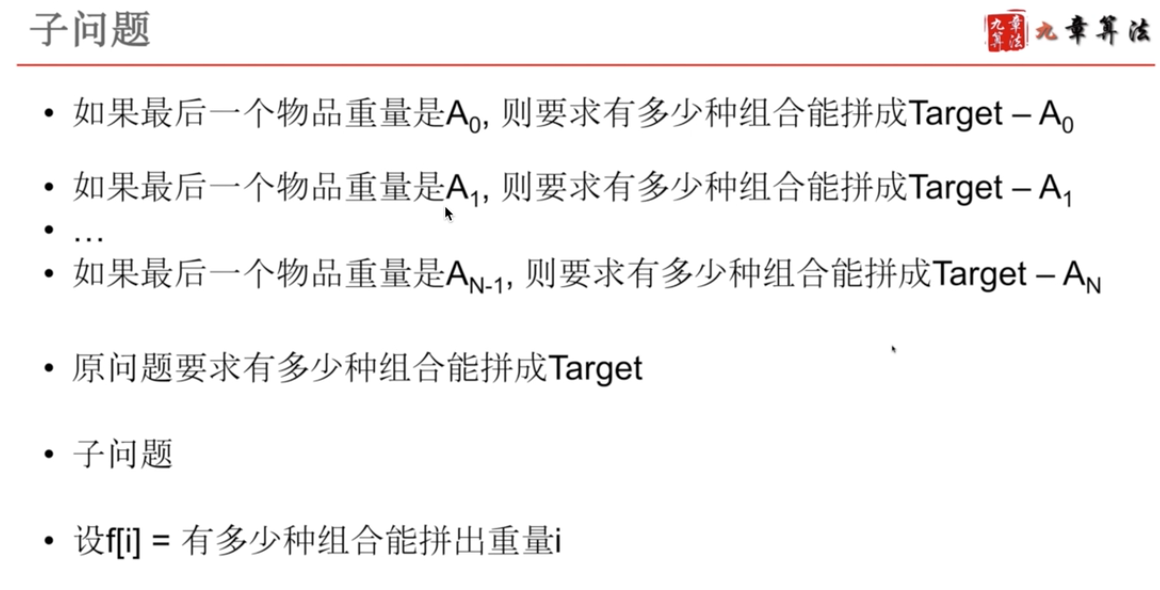 子问题
九章算法 九章算法
• 如果最后一个物品重量是A₀, 则要求有多少种组合能拼成Target – A₀
• 如果最后一个物品重量是A₁, 则要求有多少种组合能拼成Target – A₁
• …
• 如果最后一个物品重量是A_N-1, 则要求有多少种组合能拼成Target – A_N
• 原问题要求有多少种组合能拼成Target
• 子问题
• 设f[i] = 有多少种组合能拼出重量i